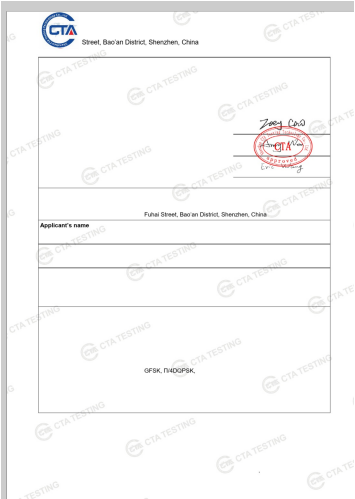 CTA
Street, Bao'an District, Shenzhen, China
Zoey Cao
CTA
Approved
Fuhai Street, Bao'an District, Shenzhen, China
Applicant's name
GFSK, Π/4DQPSK,
CTA TESTING